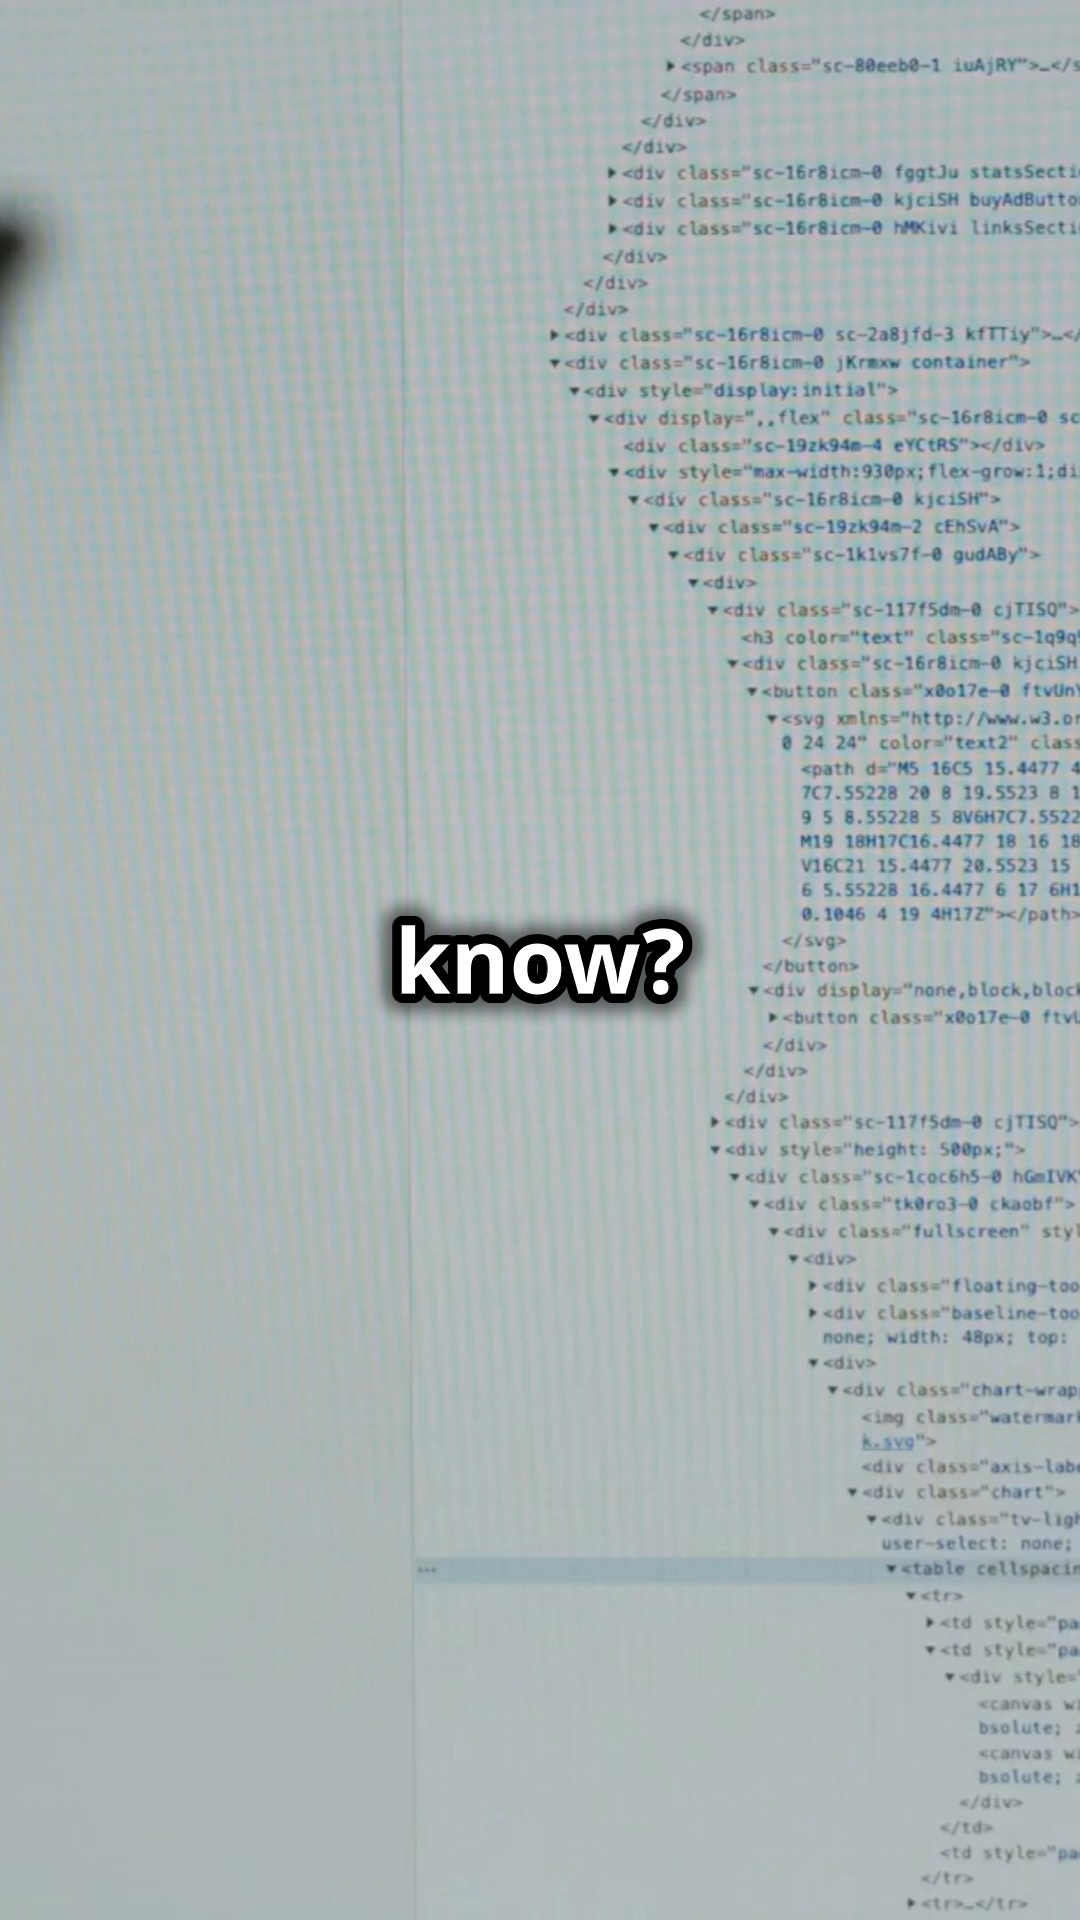 </span>
</div>
▶<span class="sc-80eeb0-1 iuAjRY">…</s
</span>
</div>
</div>
▶<div class="sc-16r8icm-0 fggtJu statsSecti
▶<div class="sc-16r8icm-0 kjciSH buyAdButto
▶<div class="sc-16r8icm-0 hMKivi linksSecti
</div>
</div>
</div>
▶<div class="sc-16r8icm-0 sc-2a8jfd-3 kfTTiy">…</
▼<div class="sc-16r8icm-0 jKrmxw container">
▼<div style="display:initial">
▼<div display=",,flex" class="sc-16r8icm-0 sc
<div class="sc-19zk94m-4 eYCtRS"></div>
▼<div style="max-width:930px;flex-grow:1;di
▼<div class="sc-16r8icm-0 kjciSH">
▼<div class="sc-19zk94m-2 cEhSvA">
▼<div class="sc-1k1vs7f-0 gudABy">
▼<div>
▼<div class="sc-117f5dm-0 cjTISQ">
<h3 color="text" class="sc-1q9q
▼<div class="sc-16r8icm-0 kjciSH
▼<button class="x0o17e-0 ftvUnY
▼<svg xmlns="http://www.w3.or
0 24 24" color="text2" class
<path d="M5 16C5 15.4477 4
7C7.55228 20 8 19.5523 8 1
9 5 8.55228 5 8V6H7C7.5522
M19 18H17C16.4477 18 16 18
V16C21 15.4477 20.5523 15
6 5.55228 16.4477 6 17 6H1
0.1046 4 19 4H17Z"></path>
</svg>
know?
</button>
▼<div display="none,block,block
▶<button class="x0o17e-0 ftvU
</div>
</div>
</div>
▶<div class="sc-117f5dm-0 cjTISQ">
▼<div style="height: 500px;">
▼<div class="sc-1coc6h5-0 hGmIVK
▼<div class="tk0ro3-0 ckaobf">
▼<div class="fullscreen" styl
▼<div>
▶<div class="floating-too
▶<div class="baseline-too
none; width: 48px; top:
▼<div>
▼<div class="chart-wrap
<img class="watermark
k.svg">
<div class="axis-labe
▼<div class="chart">
▼<div class="tv-ligh
user-select: none;
… ▼<table cellspacin
▼<tr>
▶<td style="pa
▼<td style="pa
▼<div style="
<canvas wi
bsolute;
<canvas wi
bsolute;
</div>
</td>
<td style="pa
</tr>
▶<tr>…</tr>